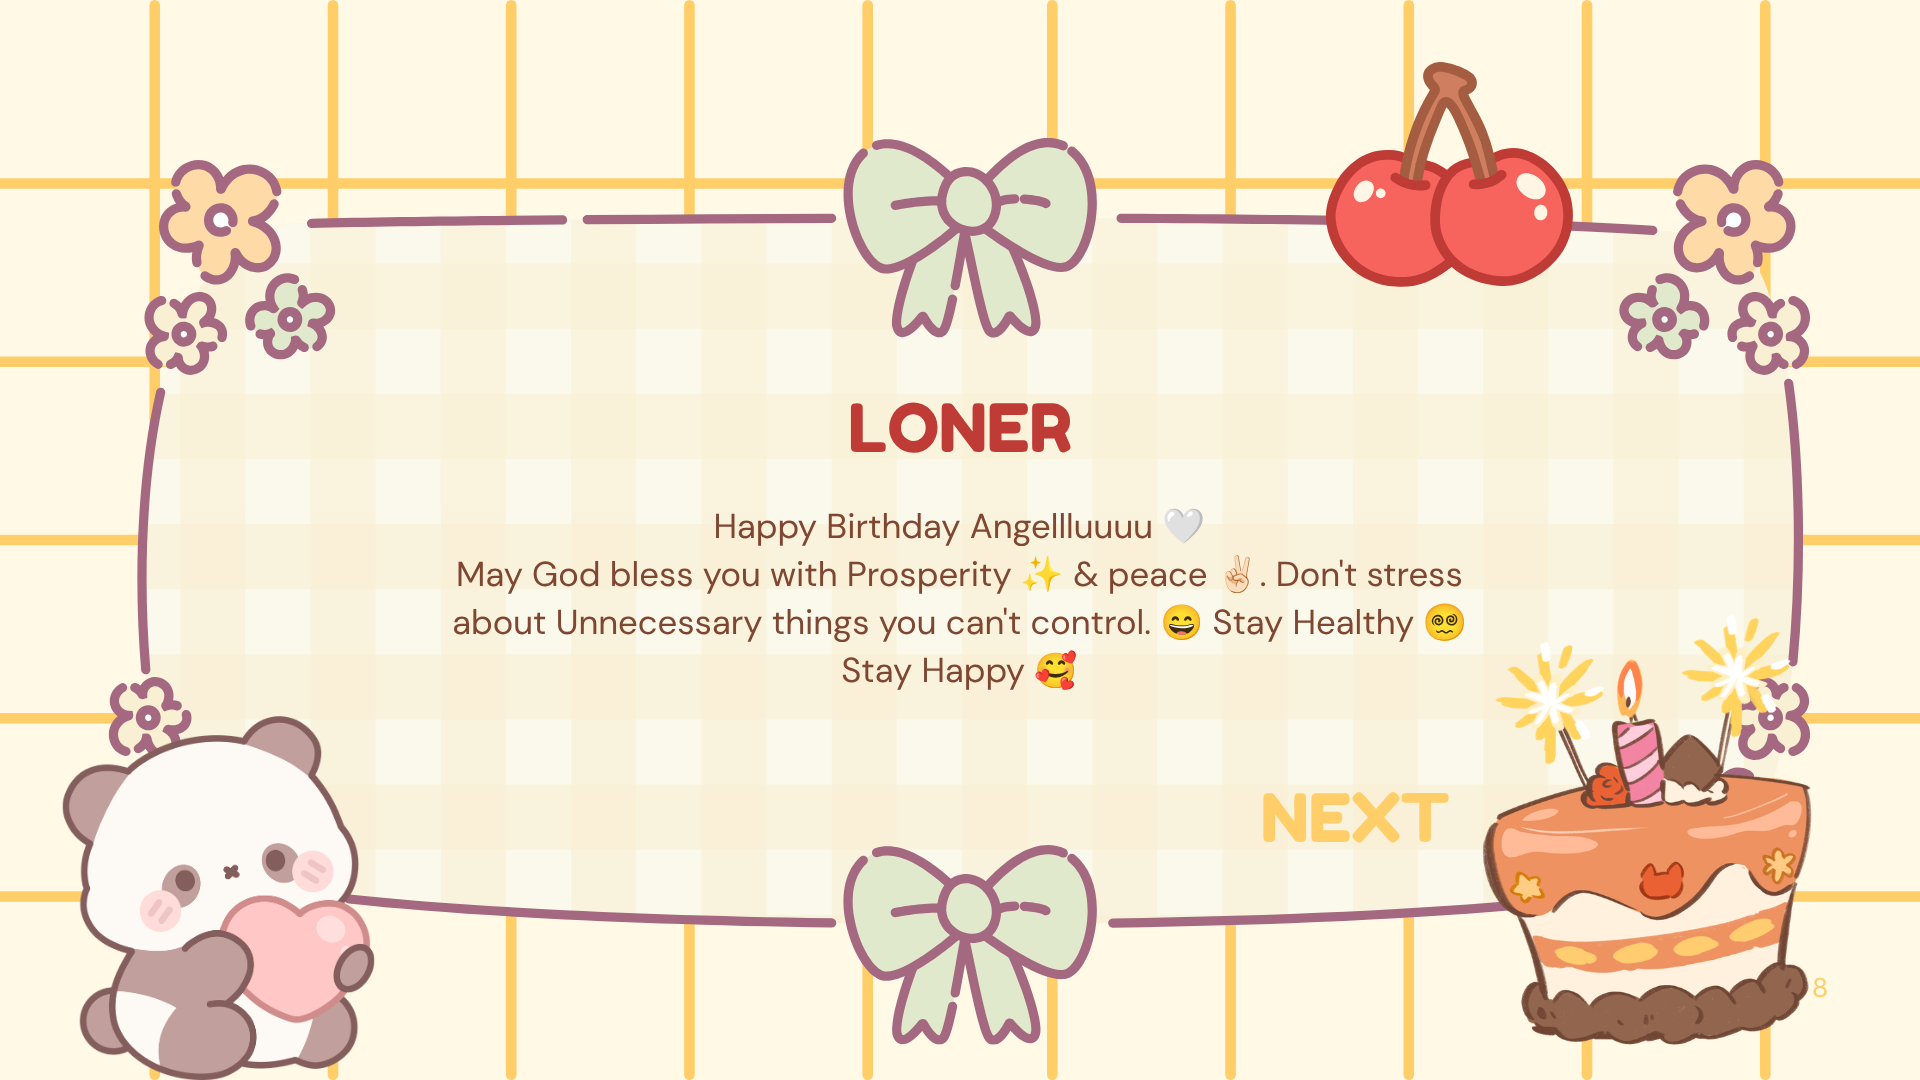 LONER
Happy Birthday Angellluuuu 🤍
May God bless you with Prosperity ✨ & peace ✌🏻. Don't stress
about Unnecessary things you can't control. 😄 Stay Healthy 😵‍💫
Stay Happy 🥰
NEXT
8